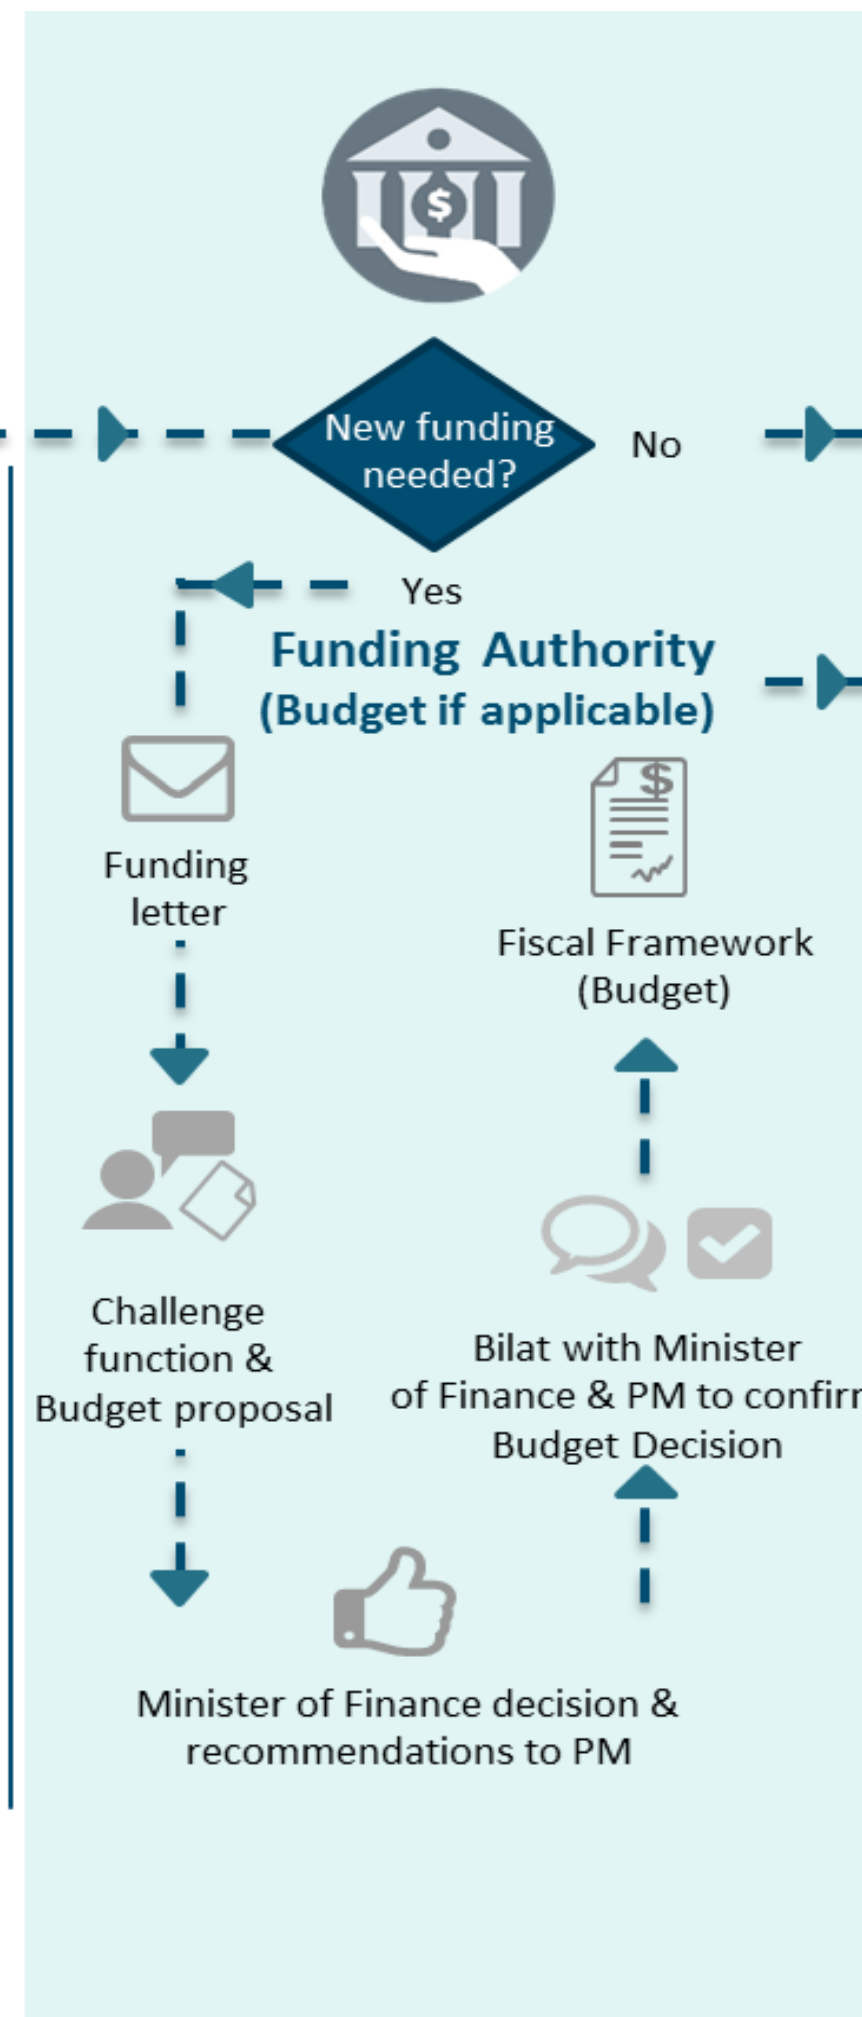 $
New funding
needed?
No
Yes
Funding Authority
(Budget if applicable)
Funding
letter
$
Fiscal Framework
(Budget)
Challenge
function &
Budget proposal
Bilat with Minister
of Finance & PM to confirm
Budget Decision
Minister of Finance decision &
recommendations to PM